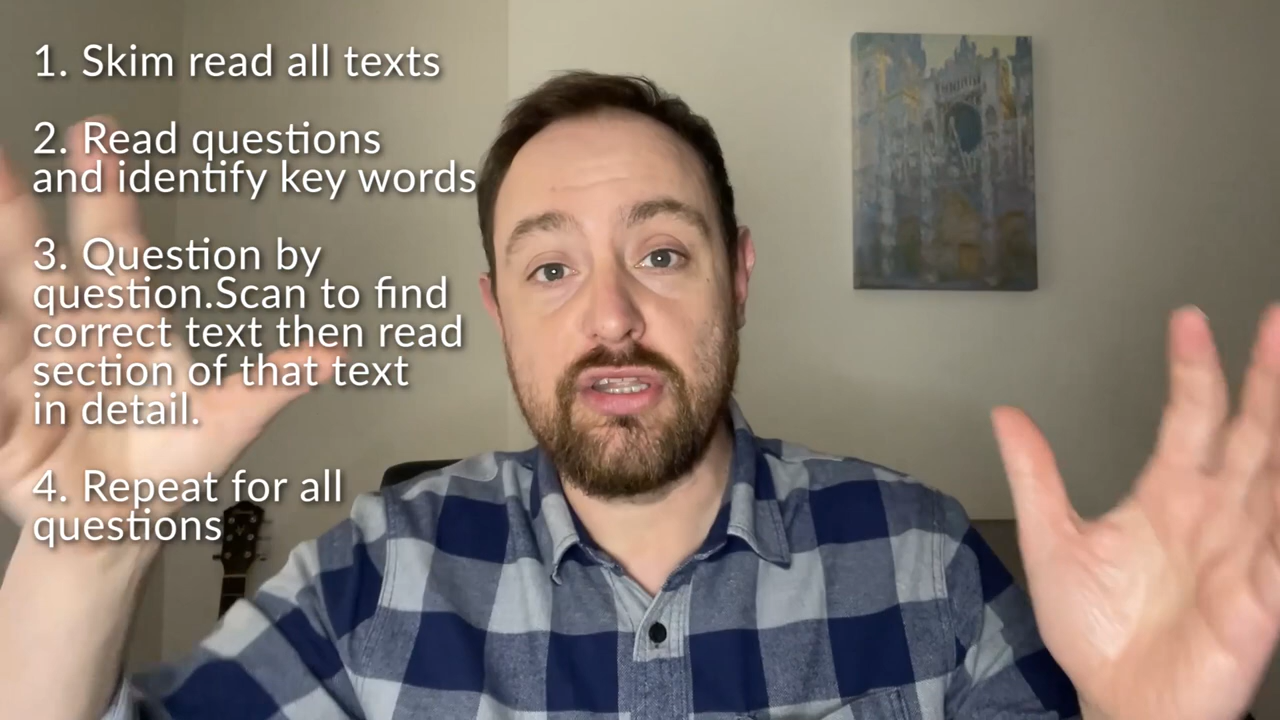 1. Skim read all texts
2. Read questions
and identify key words
3. Question by
question.Scan to find
correct text then read
section of that text
in detail.
4. Repeat for all
questions